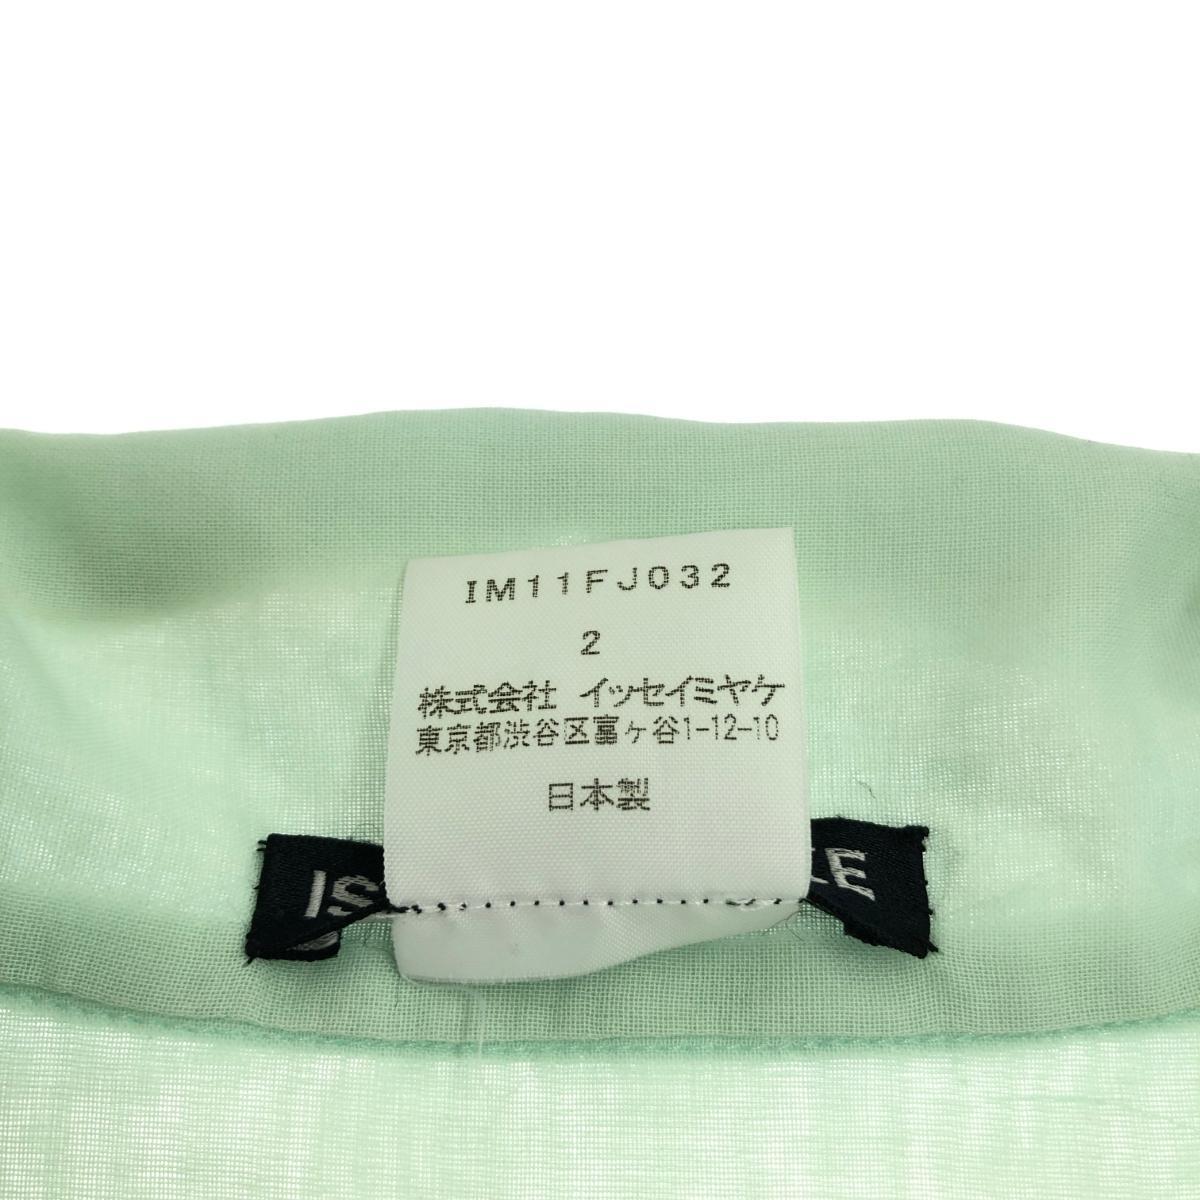 IM11FJ032
2
株式会社 イッセイミヤケ
東京都渋谷区富ヶ谷1-12-10
日本製